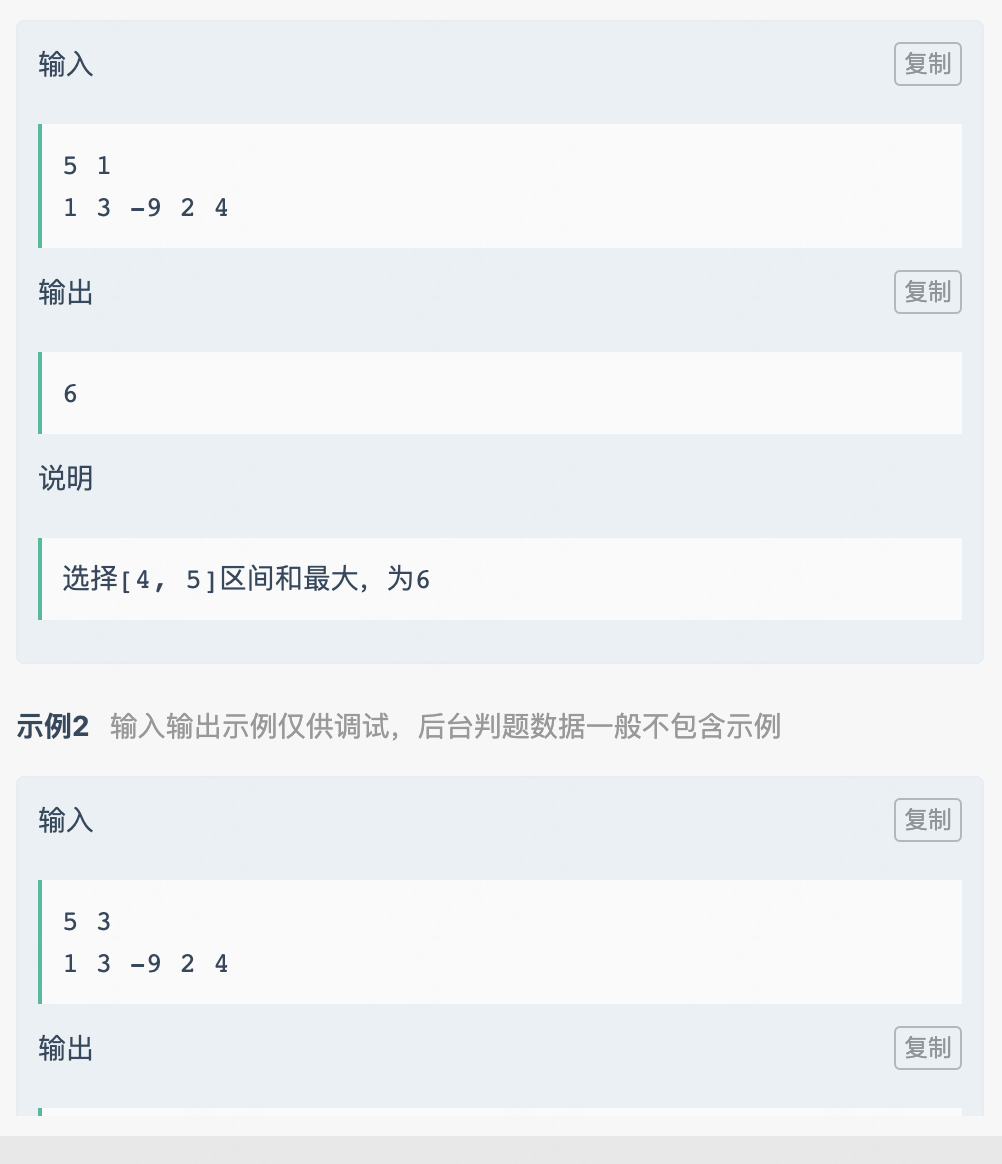 输入 复制
5 1
1 3 -9 2 4
输出 复制
6
说明
选择[4, 5]区间和最大，为6
示例2 输入输出示例仅供调试，后台判题数据一般不包含示例
输入 复制
5 3
1 3 -9 2 4
输出 复制